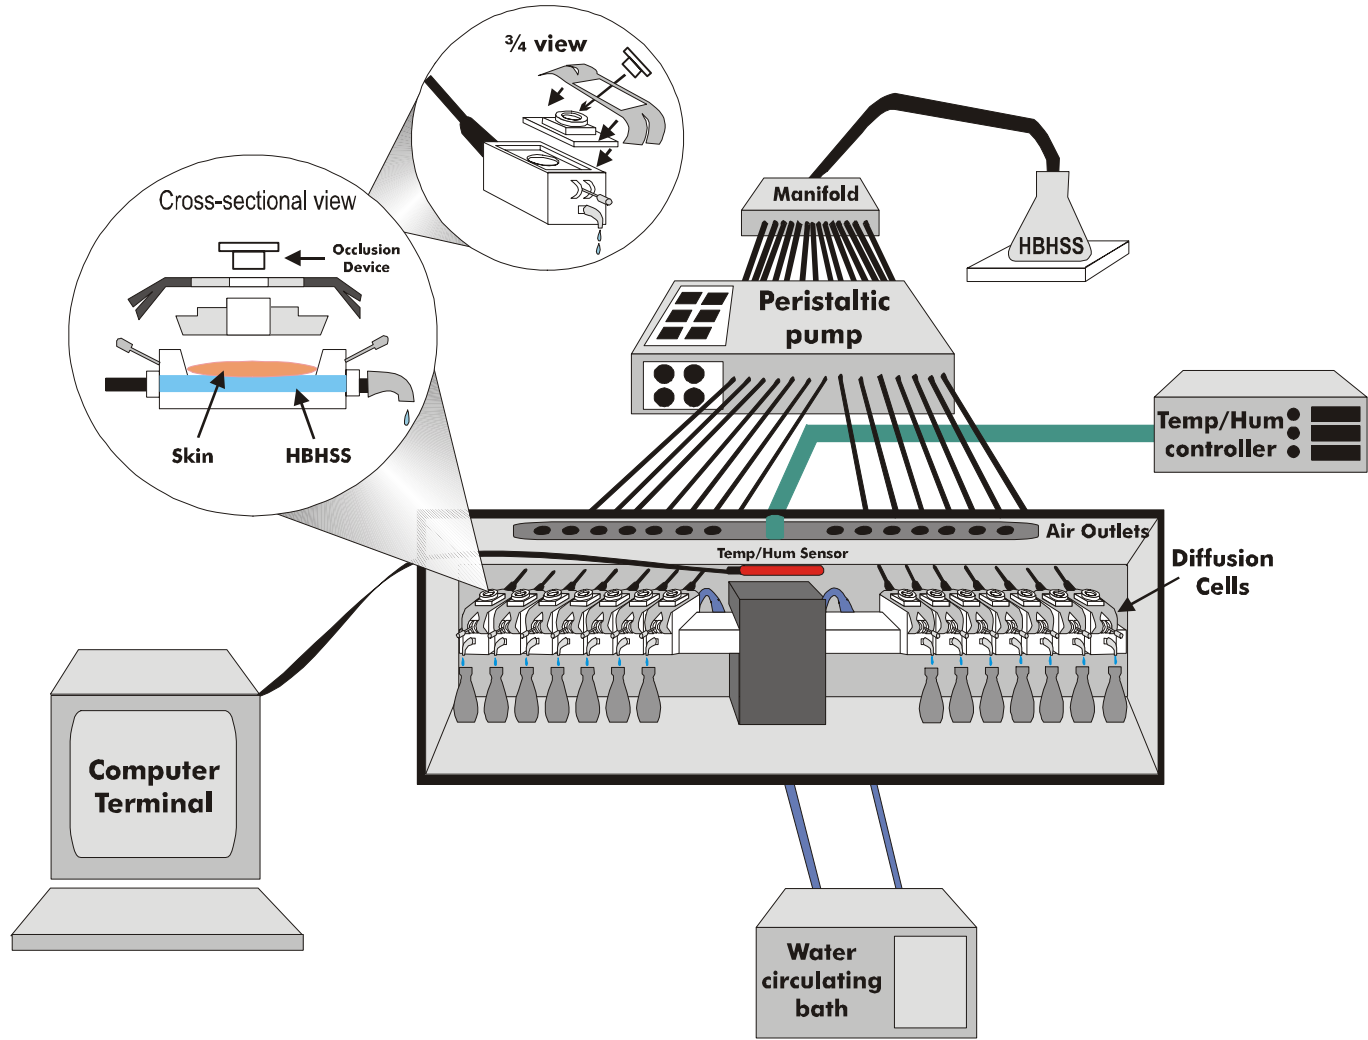 ¾ view
Cross-sectional view
Occlusion
Device
Skin
HBHSS
Manifold
HBHSS
Peristaltic
pump
Temp/Hum
controller
Air Outlets
Temp/Hum Sensor
Diffusion
Cells
Computer
Terminal
Water
circulating
bath